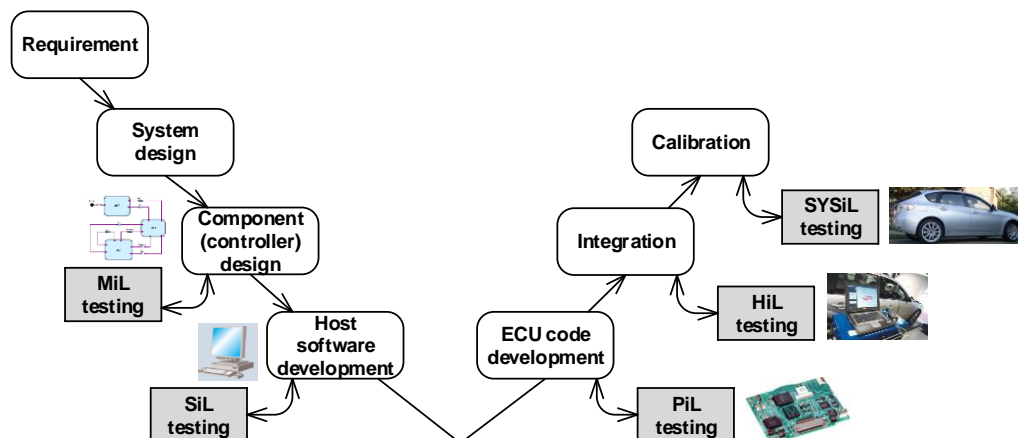 Requirement
System
design
Calibration
SYSiL
testing
Component
(controller)
design
Integration
MiL
testing
HiL
testing
Host
software
development
ECU code
development
SiL
testing
PiL
testing